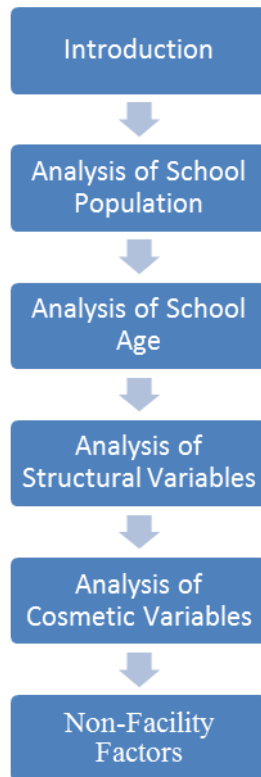 Introduction
Analysis of School
Population
Analysis of School
Age
Analysis of
Structural Variables
Analysis of
Cosmetic Variables
Non-Facility
Factors